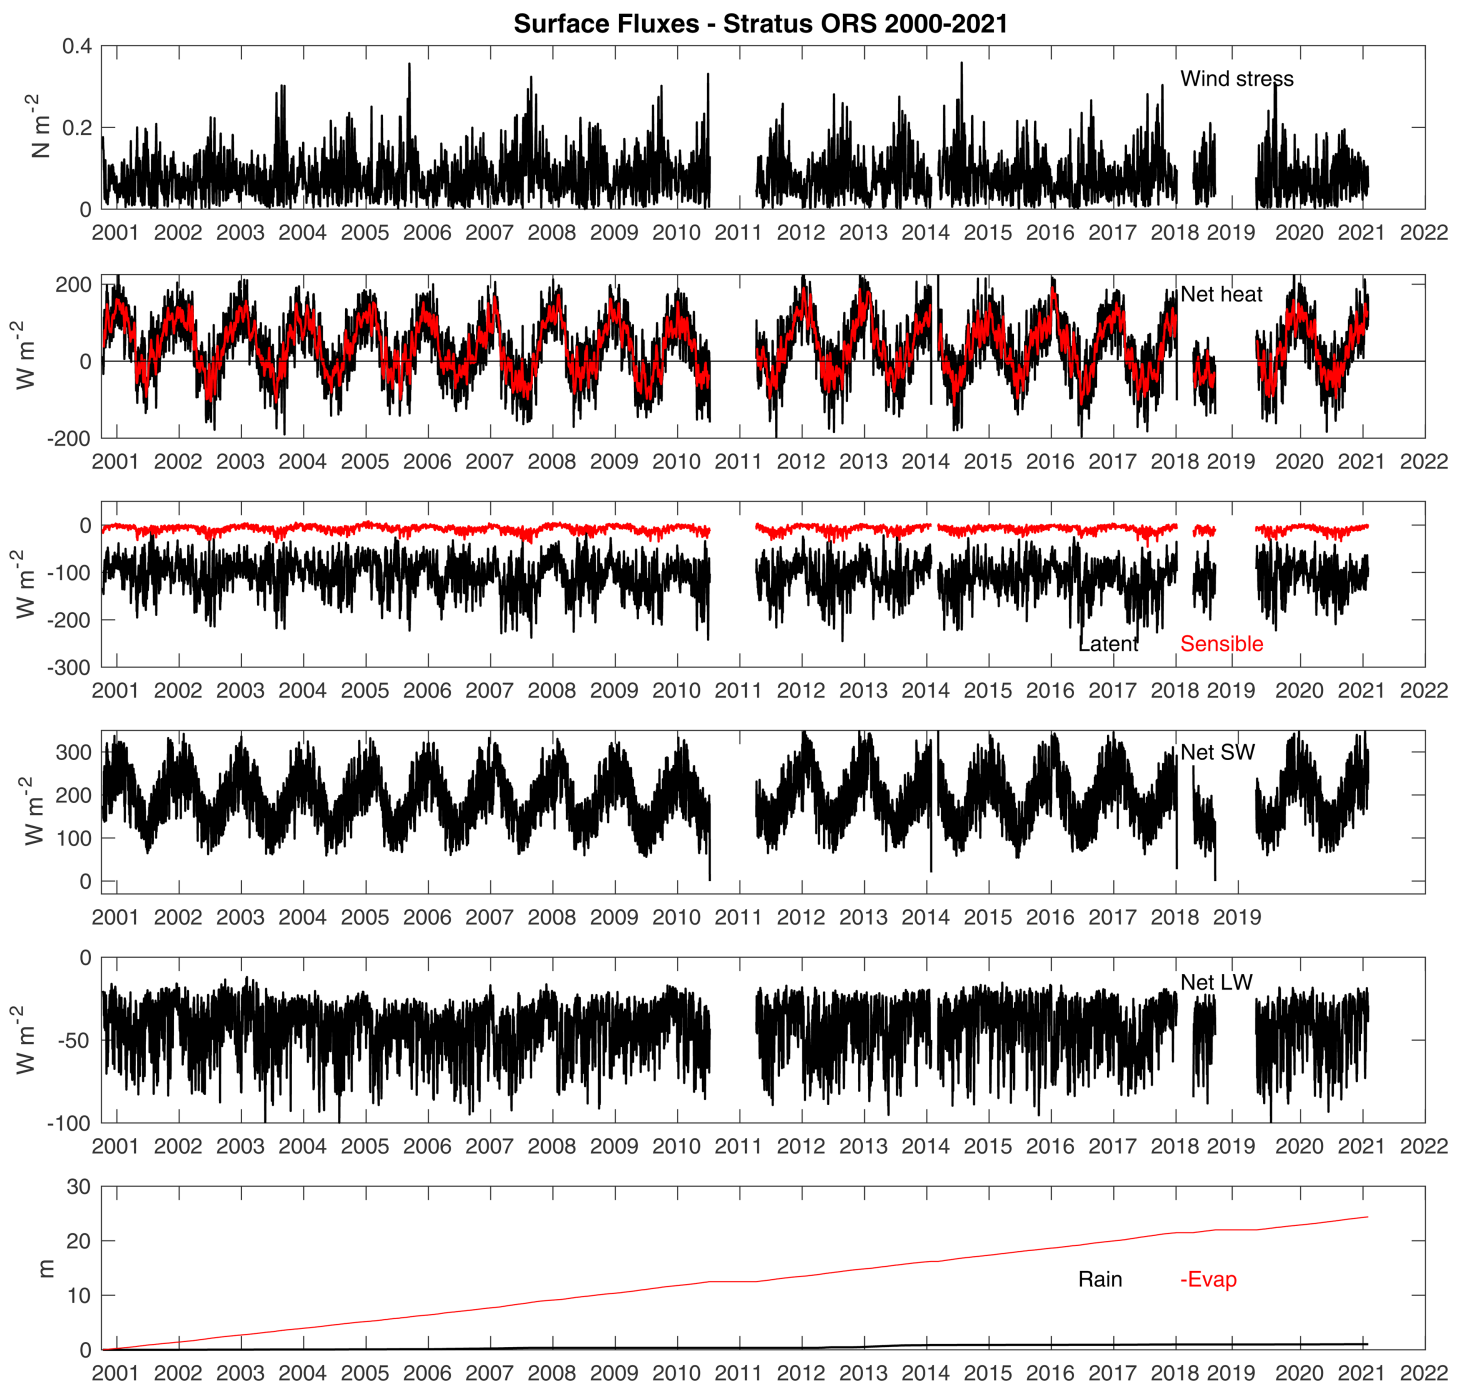 Surface Fluxes - Stratus ORS 2000-2021
0.4
0.2
0
N m-2
Wind stress
2001 2002 2003 2004 2005 2006 2007 2008 2009 2010 2011 2012 2013 2014 2015 2016 2017 2018 2019 2020 2021 2022
200
0
-200
W m-2
Net heat
2001 2002 2003 2004 2005 2006 2007 2008 2009 2010 2011 2012 2013 2014 2015 2016 2017 2018 2019 2020 2021 2022
0
-100
-200
-300
W m-2
Latent Sensible
2001 2002 2003 2004 2005 2006 2007 2008 2009 2010 2011 2012 2013 2014 2015 2016 2017 2018 2019 2020 2021 2022
300
200
100
0
W m-2
Net SW
2001 2002 2003 2004 2005 2006 2007 2008 2009 2010 2011 2012 2013 2014 2015 2016 2017 2018 2019
0
-50
-100
W m-2
Net LW
2001 2002 2003 2004 2005 2006 2007 2008 2009 2010 2011 2012 2013 2014 2015 2016 2017 2018 2019 2020 2021 2022
30
20
10
0
m
Rain -Evap
2001 2002 2003 2004 2005 2006 2007 2008 2009 2010 2011 2012 2013 2014 2015 2016 2017 2018 2019 2020 2021 2022